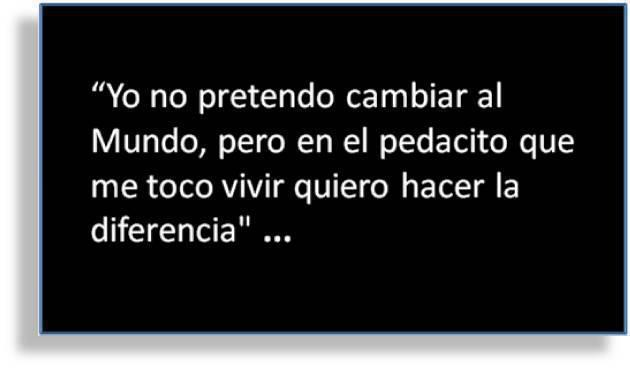 “Yo no pretendo cambiar al
Mundo, pero en el pedacito que
me toco vivir quiero hacer la
diferencia" ...